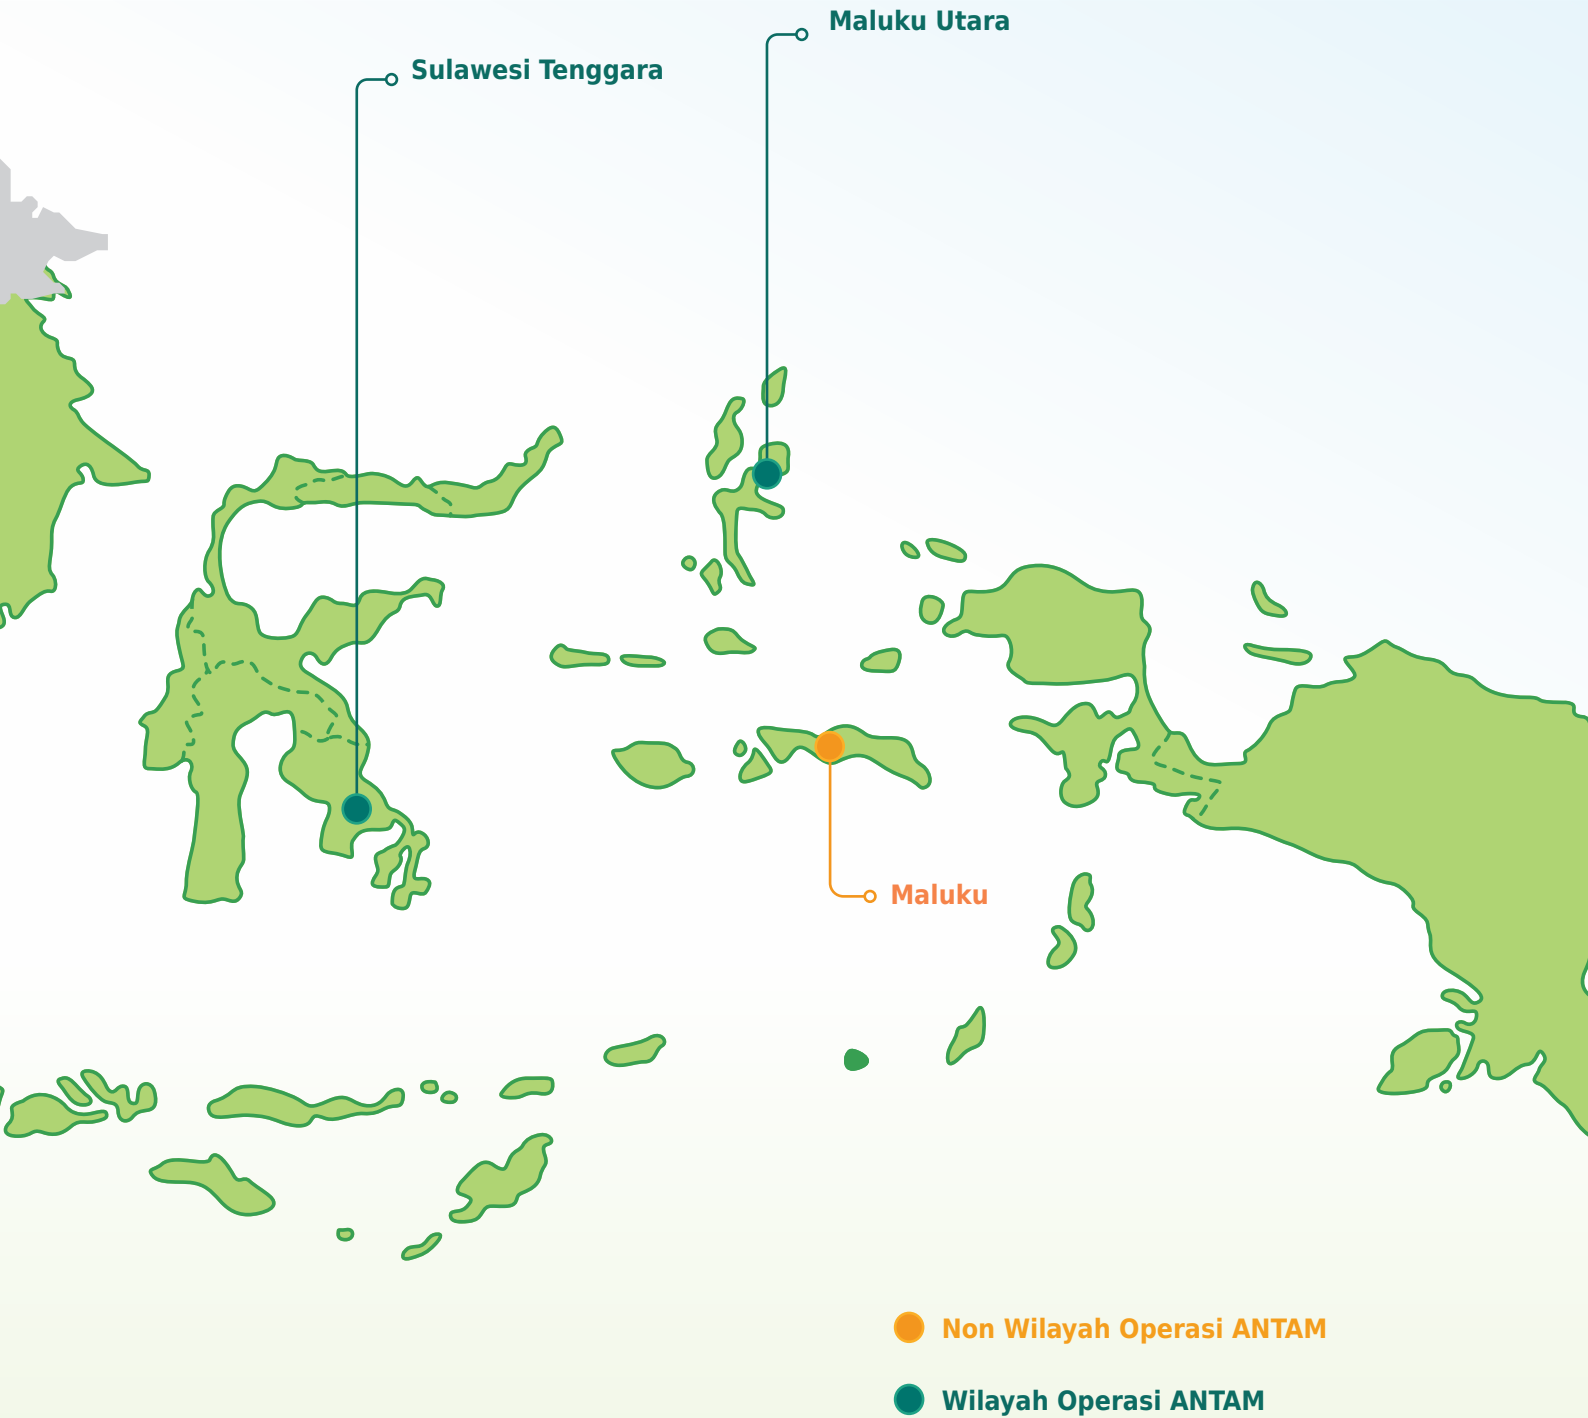 Maluku Utara
Sulawesi Tenggara
Maluku
Non Wilayah Operasi ANTAM
Wilayah Operasi ANTAM